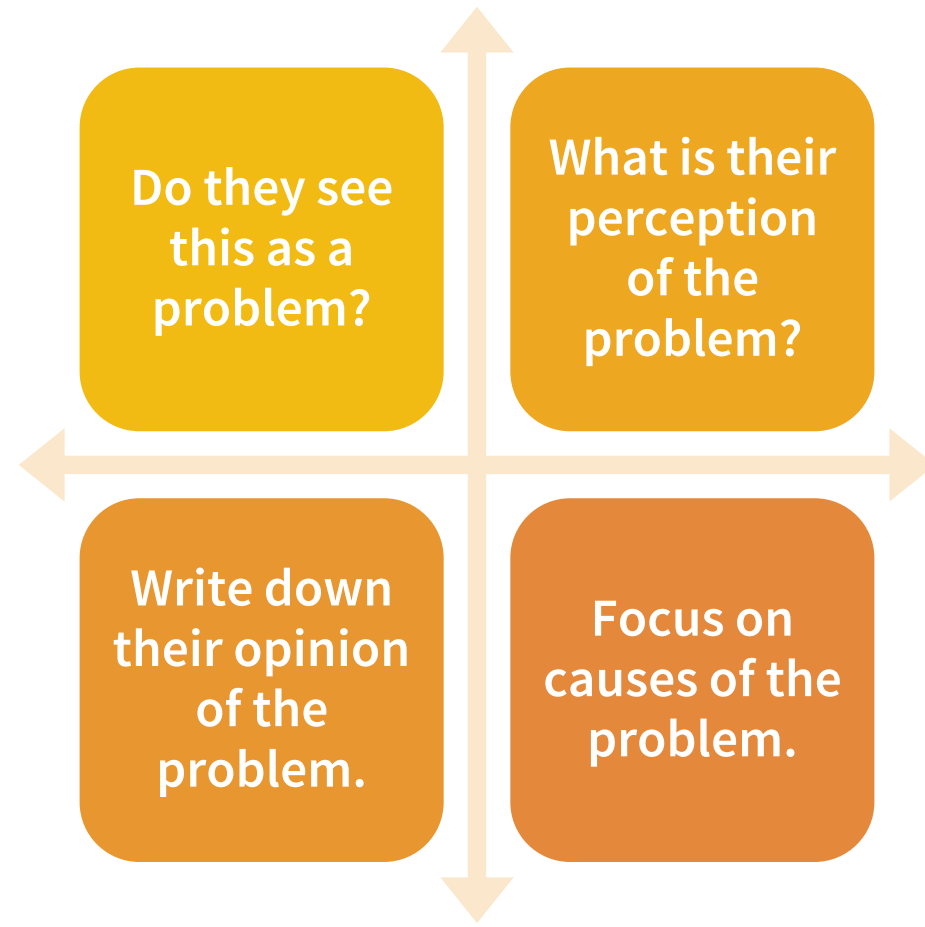 Do they see
this as a
problem?
What is their
perception
of the
problem?
Write down
their opinion
of the
problem.
Focus on
causes of the
problem.